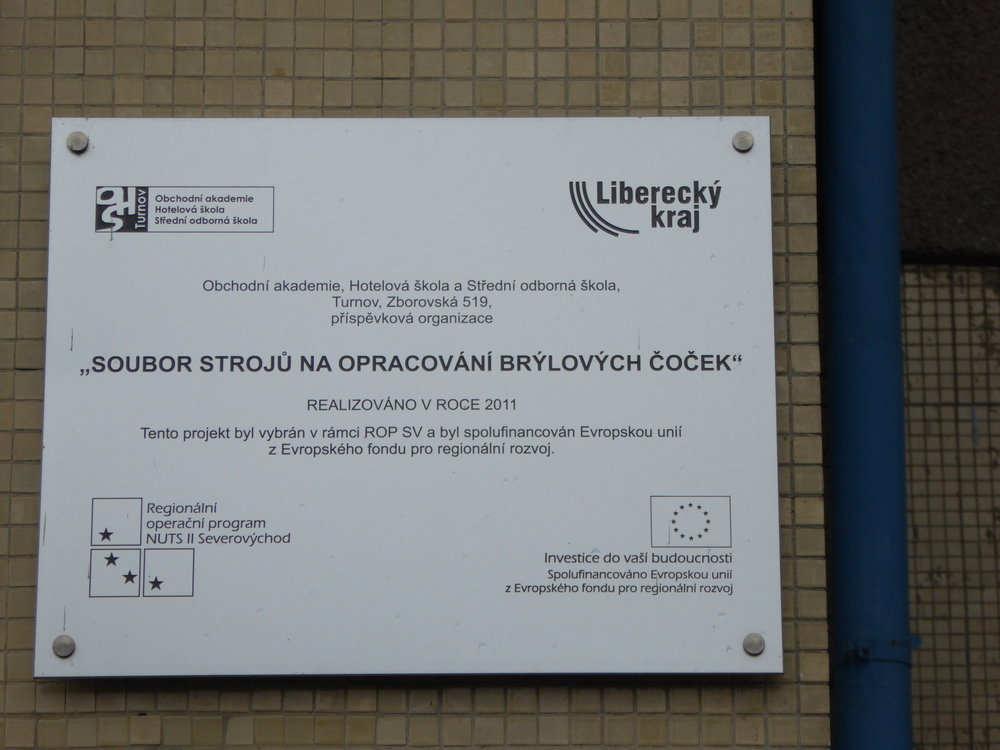 OHS
Turnov
Obchodní akademie
Hotelová škola
Střední odborná škola
Liberecký
kraj
Obchodní akademie, Hotelová škola a Střední odborná škola,
Turnov, Zborovská 519,
příspěvková organizace
„SOUBOR STROJŮ NA OPRACOVÁNÍ BRÝLOVÝCH ČOČEK“
REALIZOVÁNO V ROCE 2011
Tento projekt byl vybrán v rámci ROP SV a byl spolufinancován Evropskou unií
z Evropského fondu pro regionální rozvoj.
Regionální
operační program
NUTS II Severovýchod
Investice do vaší budoucnosti
Spolufinancováno Evropskou unií
z Evropského fondu pro regionální rozvoj